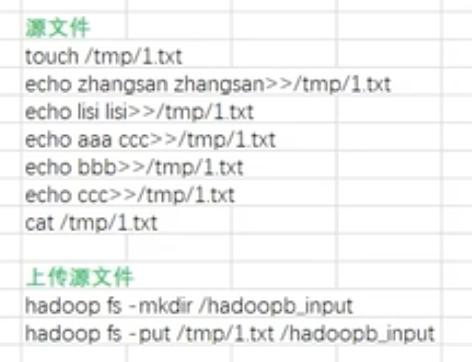 源文件
touch /tmp/1.txt
echo zhangsan zhangsan>>/tmp/1.txt
echo lisi lisi>>/tmp/1.txt
echo aaa ccc>>/tmp/1.txt
echo bbb>>/tmp/1.txt
echo ccc>>/tmp/1.txt
cat /tmp/1.txt
上传源文件
hadoop fs -mkdir /hadoopb_input
hadoop fs -put /tmp/1.txt /hadoopb_input